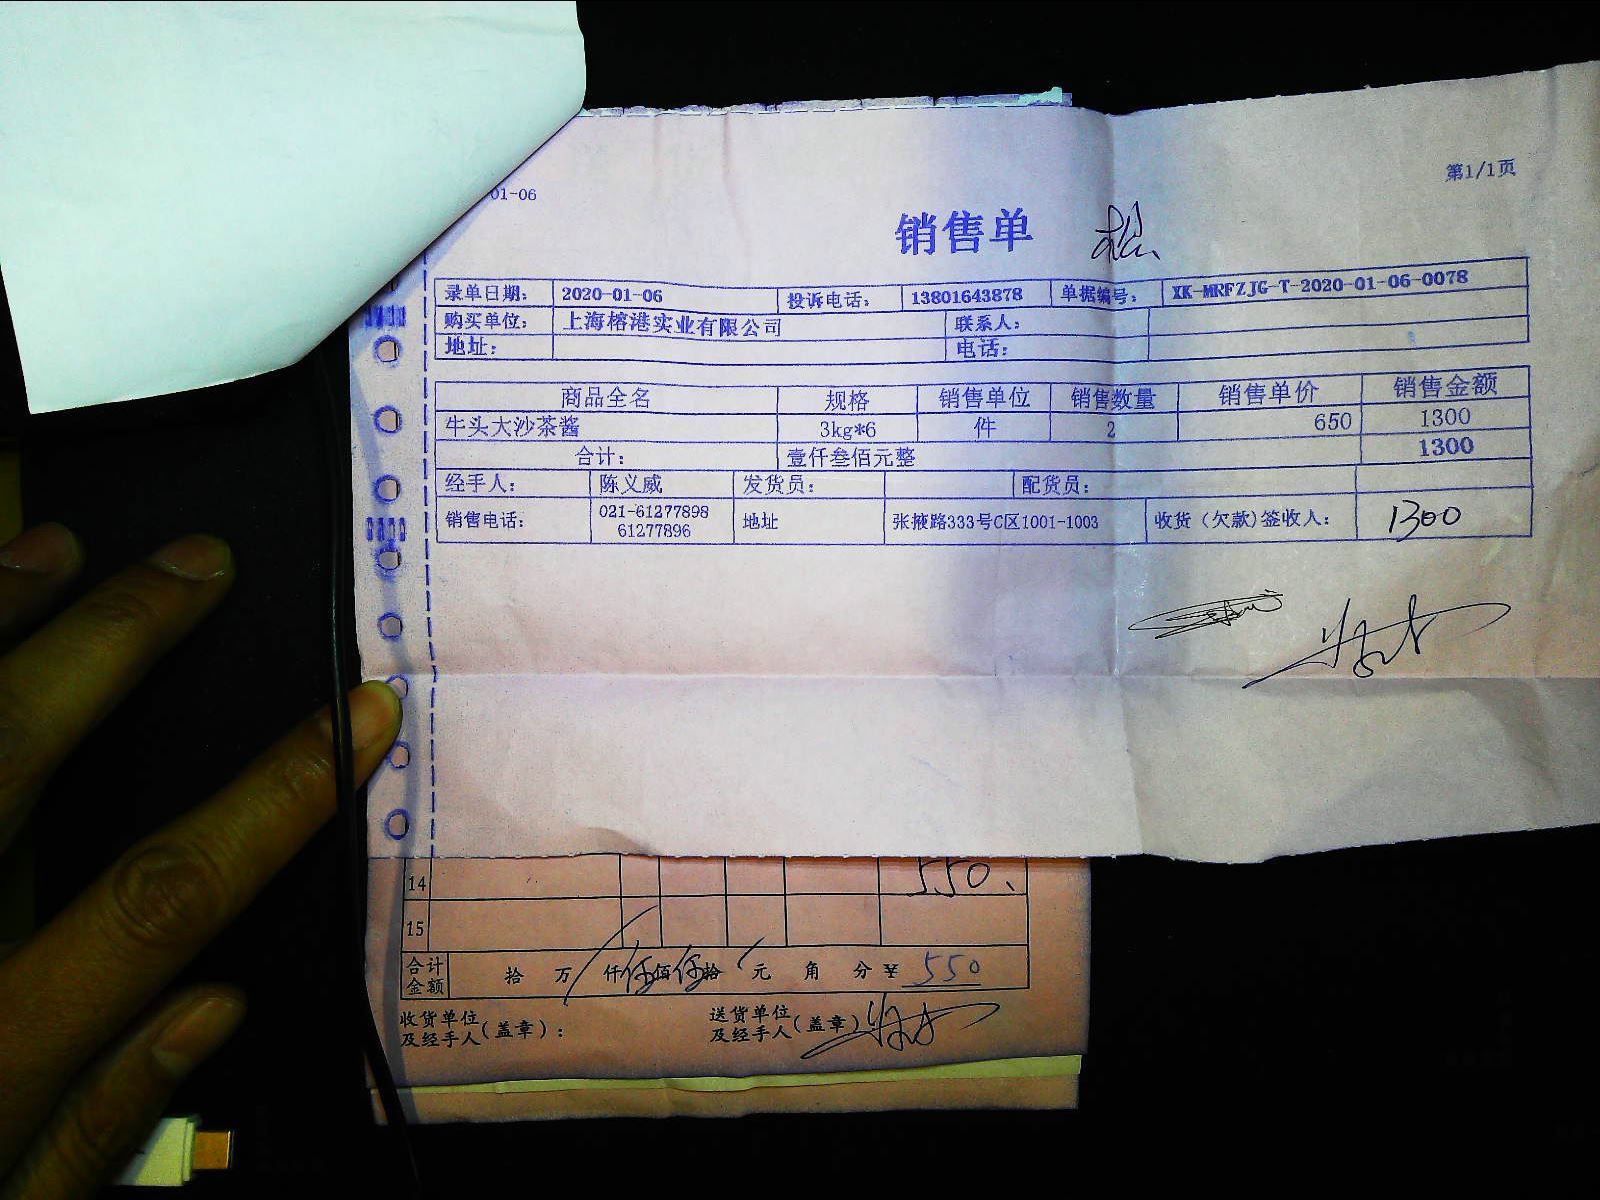 01-06
第1/1页
销售单
录单日期: 2020-01-06 投诉电话: 13801643878 单据编号: XK-MRFZJG-T-2020-01-06-0078
购买单位: 上海榕港实业有限公司 联系人:
地址: 电话:
商品全名 规格 销售单位 销售数量 销售单价 销售金额
牛头大沙茶酱 3kg*6 件 2 650 1300
合计: 壹仟叁佰元整 1300
经手人: 陈义威 发货员: 配货员:
销售电话: 021-61277898 61277896 地址 张掖路333号C区1001-1003 收货(欠款)签收人: 1300
14 550
15
合计金额 拾 万 仟伍佰伍拾 元 角 分 ¥ 550
收货单位及经手人(盖章): 送货单位及经手人(盖章)